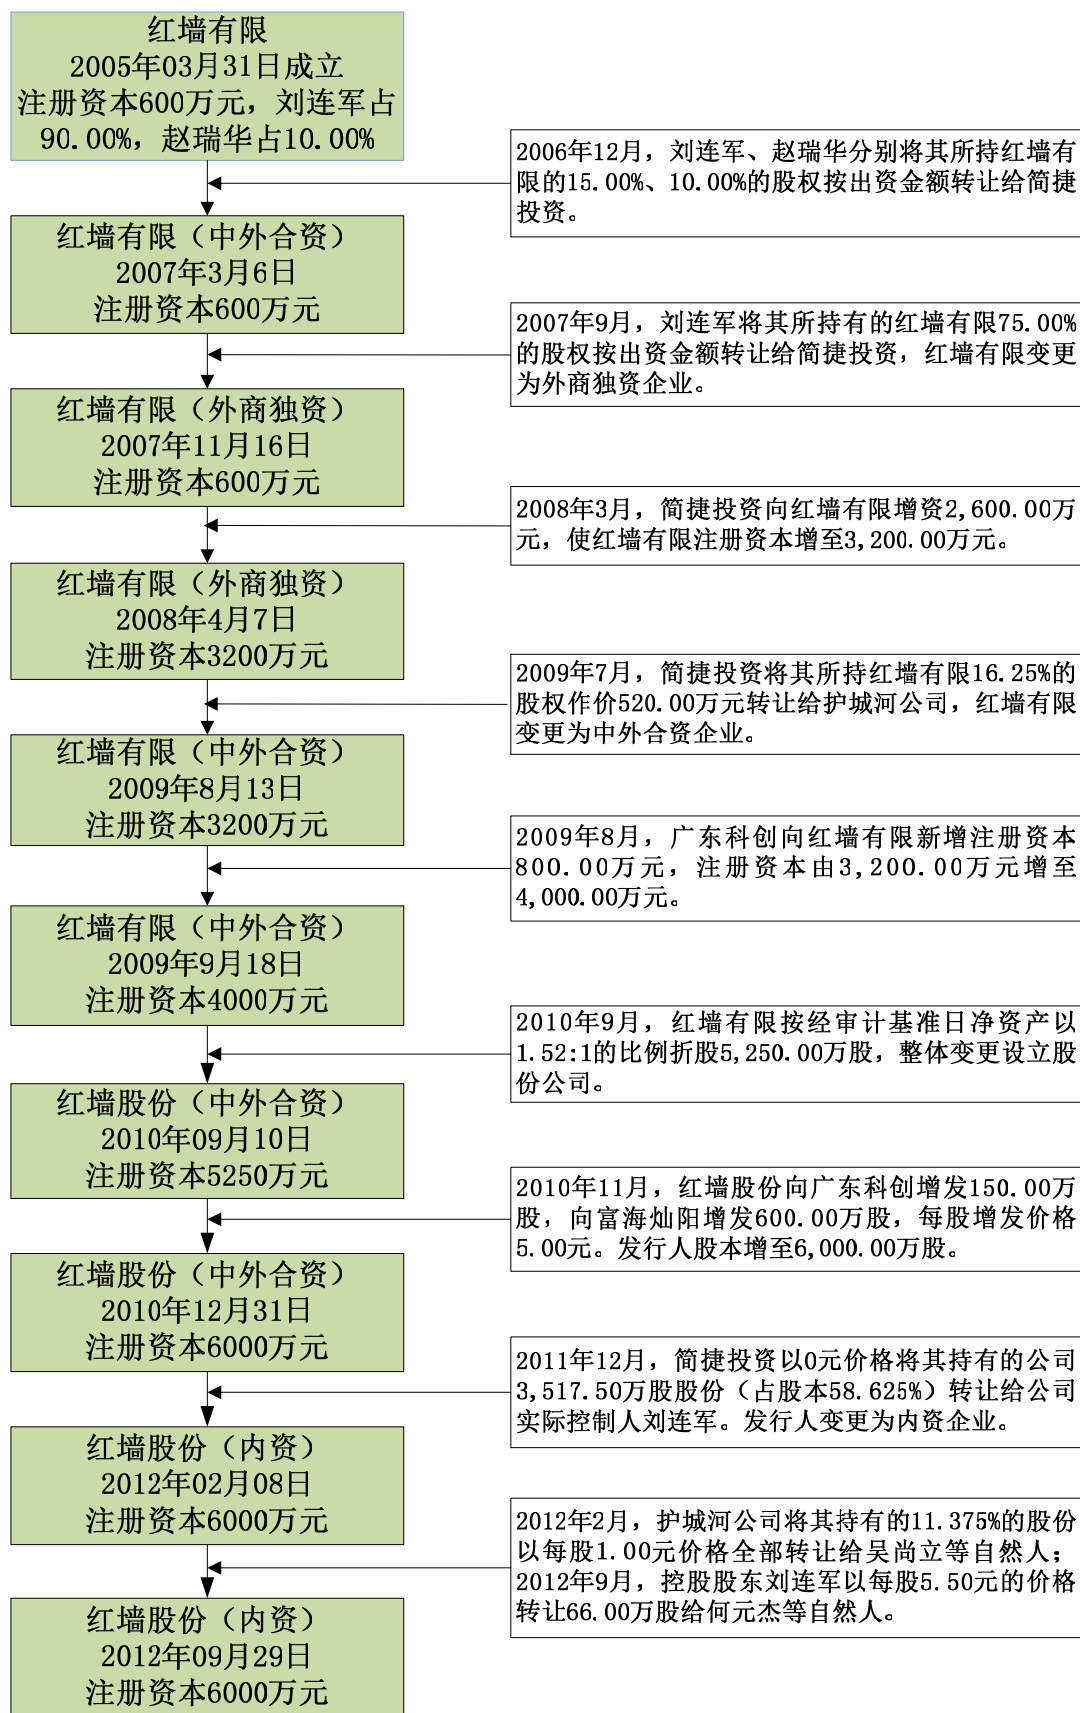 红墙有限
2005年03月31日成立
注册资本600万元，刘连军占
90.00%，赵瑞华占10.00%
2006年12月，刘连军、赵瑞华分别将其所持红墙有
限的15.00%、10.00%的股权按出资金额转让给简捷
投资。
红墙有限（中外合资）
2007年3月6日
注册资本600万元
2007年9月，刘连军将其所持有的红墙有限75.00%
的股权按出资金额转让给简捷投资，红墙有限变更
为外商独资企业。
红墙有限（外商独资）
2007年11月16日
注册资本600万元
2008年3月，简捷投资向红墙有限增资2,600.00万
元，使红墙有限注册资本增至3,200.00万元。
红墙有限（外商独资）
2008年4月7日
注册资本3200万元
2009年7月，简捷投资将其所持红墙有限16.25%的
股权作价520.00万元转让给护城河公司，红墙有限
变更为中外合资企业。
红墙有限（中外合资）
2009年8月13日
注册资本3200万元
2009年8月，广东科创向红墙有限新增注册资本
800.00万元，注册资本由3,200.00万元增至
4,000.00万元。
红墙有限（中外合资）
2009年9月18日
注册资本4000万元
2010年9月，红墙有限按经审计基准日净资产以
1.52:1的比例折股5,250.00万股，整体变更设立股
份公司。
红墙股份（中外合资）
2010年09月10日
注册资本5250万元
2010年11月，红墙股份向广东科创增发150.00万
股，向富海灿阳增发600.00万股，每股增发价格
5.00元。发行人股本增至6,000.00万股。
红墙股份（中外合资）
2010年12月31日
注册资本6000万元
2011年12月，简捷投资以0元价格将其持有的公司
3,517.50万股股份（占股本58.625%）转让给公司
实际控制人刘连军。发行人变更为内资企业。
红墙股份（内资）
2012年02月08日
注册资本6000万元
2012年2月，护城河公司将其持有的11.375%的股份
以每股1.00元价格全部转让给吴尚立等自然人；
2012年9月，控股股东刘连军以每股5.50元的价格
转让66.00万股给何元杰等自然人。
红墙股份（内资）
2012年09月29日
注册资本6000万元